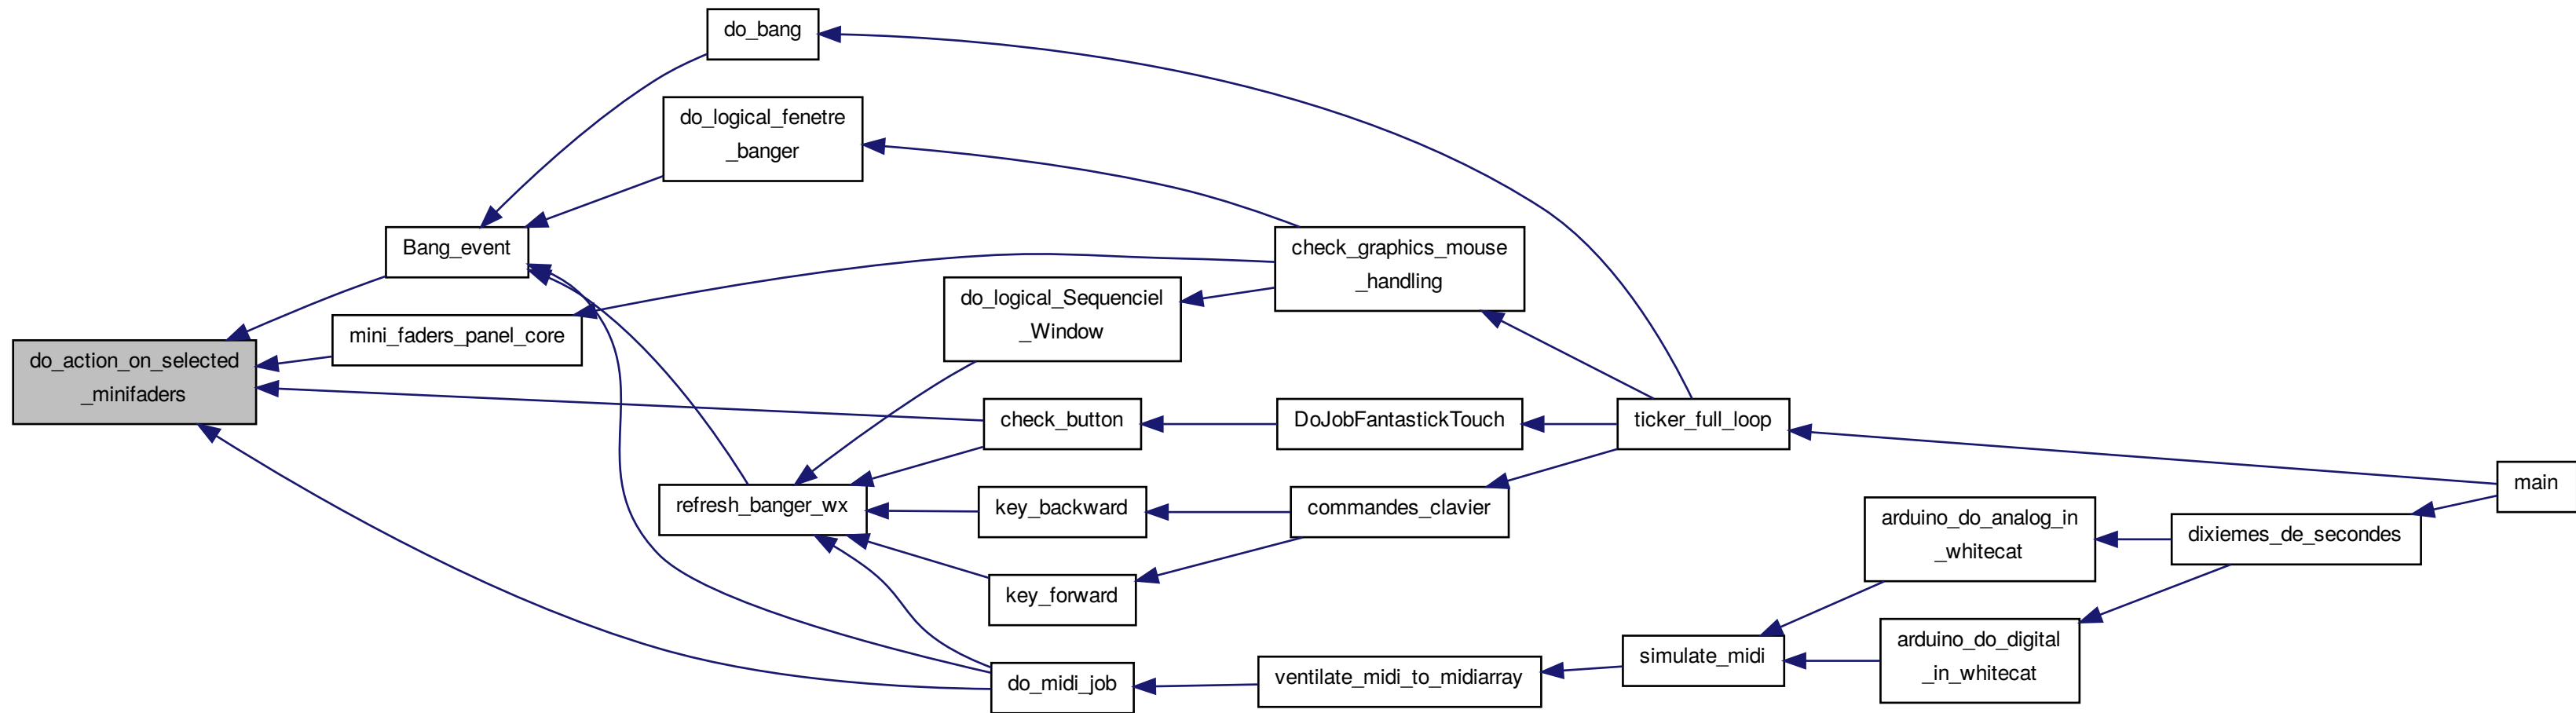 do_bang
do_logical_fenetre
_banger
Bang_event
check_graphics_mouse
_handling
do_logical_Sequenciel
_Window
mini_faders_panel_core
do_action_on_selected
_minifaders
check_button
DoJobFantastickTouch
ticker_full_loop
main
refresh_banger_wx
key_backward
commandes_clavier
arduino_do_analog_in
_whitecat
dixiemes_de_secondes
key_forward
arduino_do_digital
_in_whitecat
simulate_midi
ventilate_midi_to_midiarray
do_midi_job